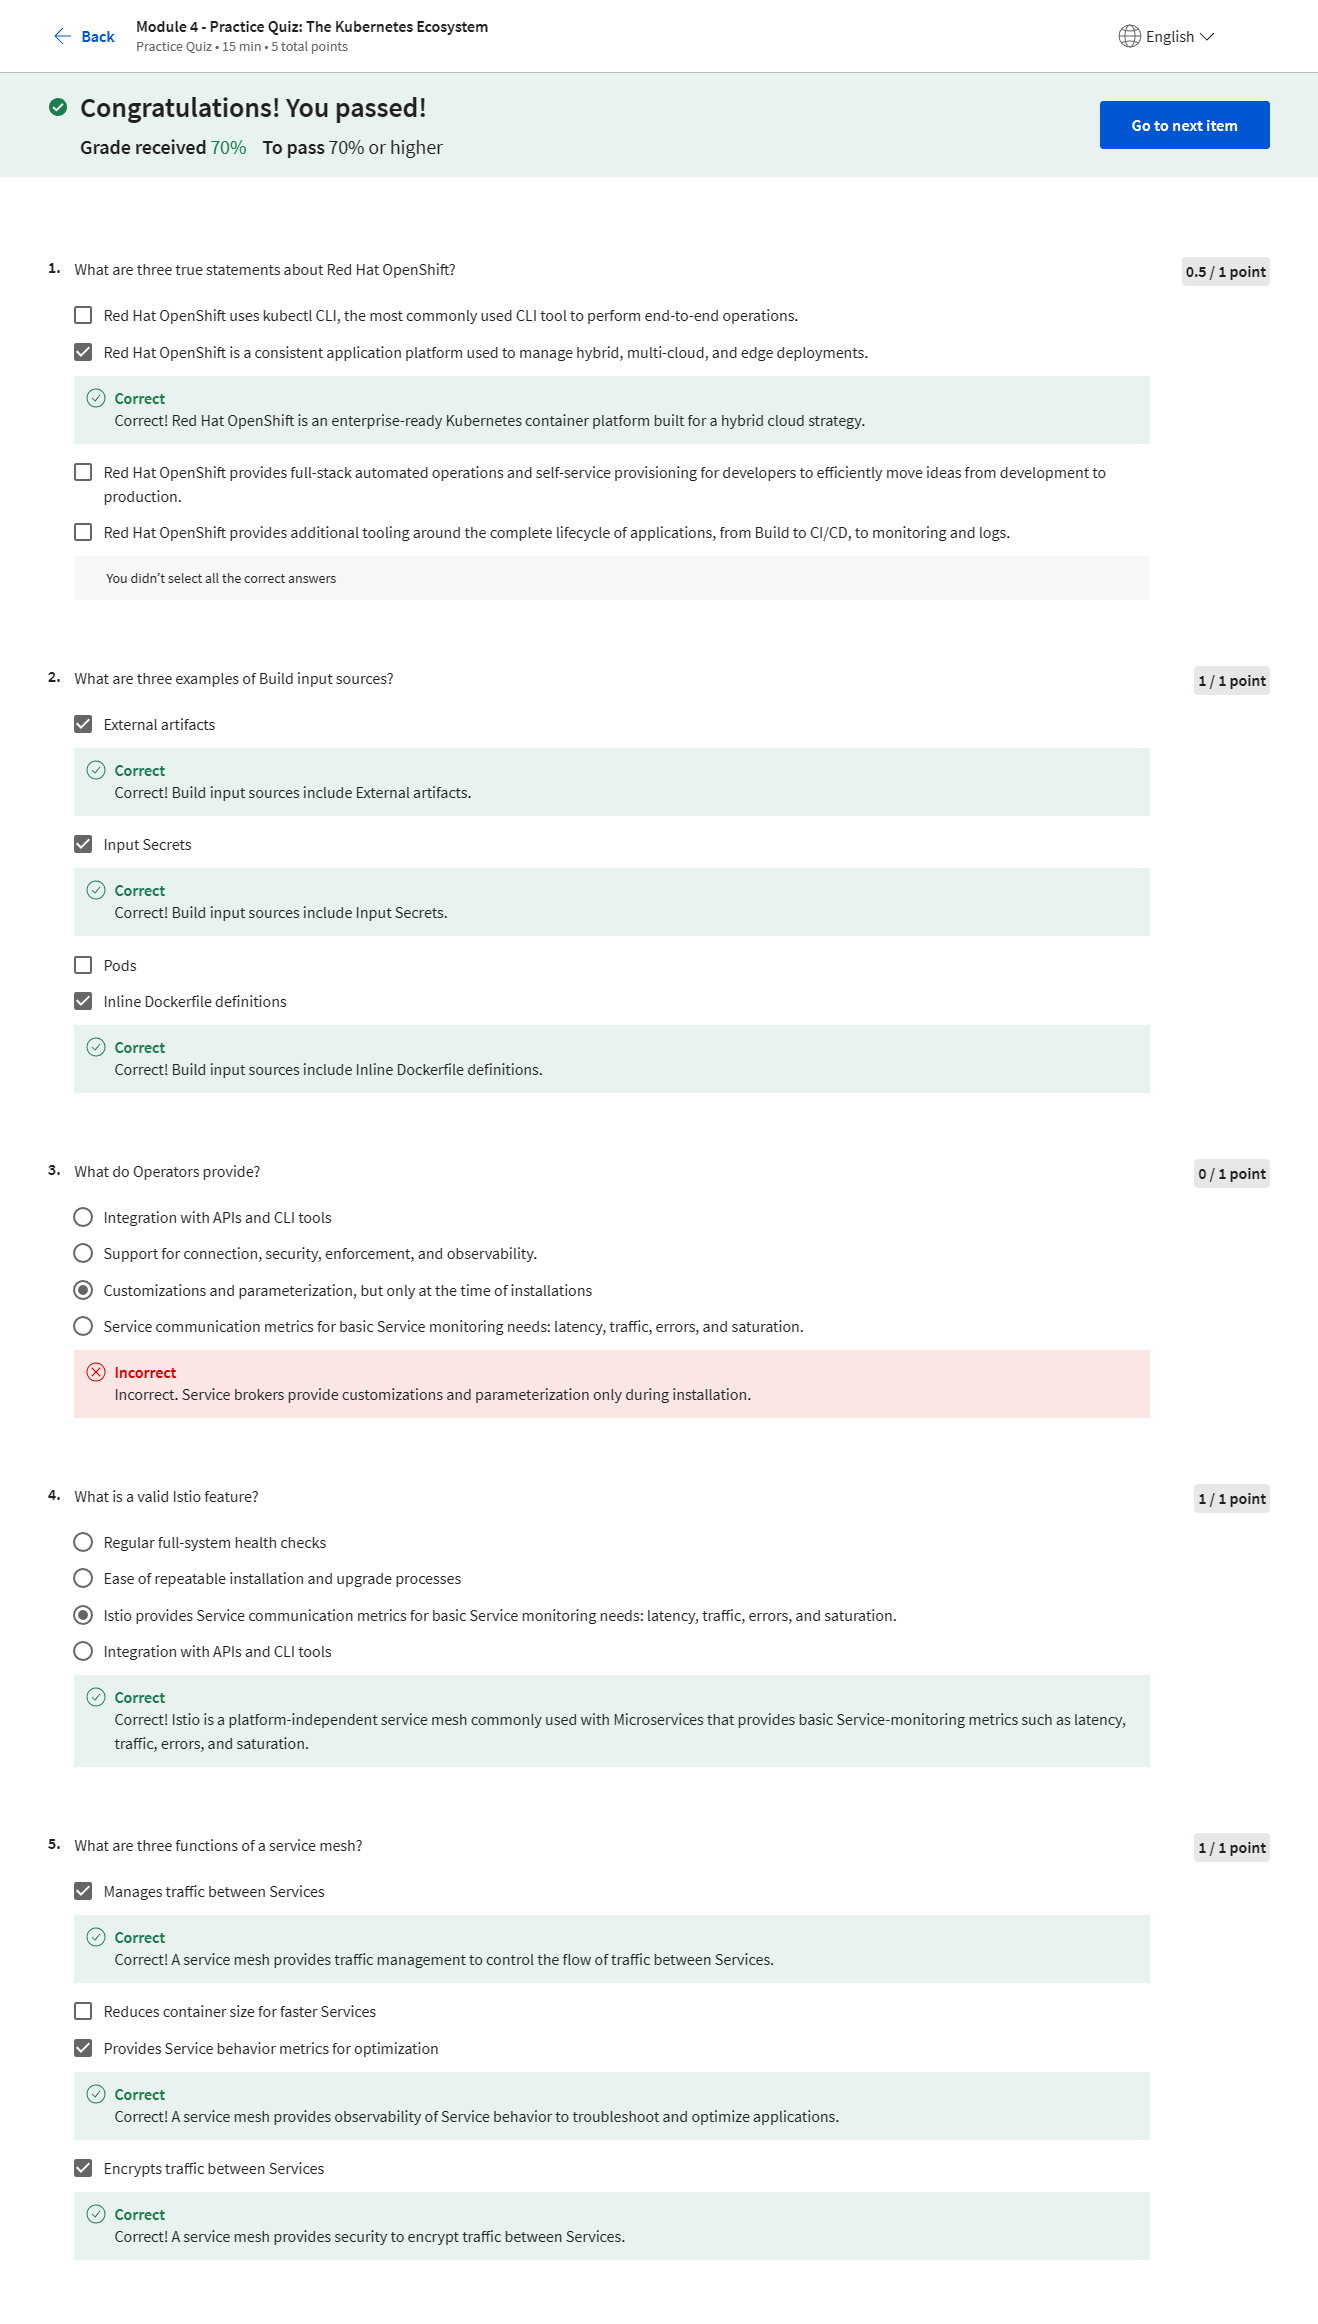 Back
Module 4 - Practice Quiz: The Kubernetes Ecosystem
Practice Quiz • 15 min • 5 total points
English
Congratulations! You passed!
Grade received 70% To pass 70% or higher
Go to next item
1. What are three true statements about Red Hat OpenShift?
0.5 / 1 point
Red Hat OpenShift uses kubectl CLI, the most commonly used CLI tool to perform end-to-end operations.
Red Hat OpenShift is a consistent application platform used to manage hybrid, multi-cloud, and edge deployments.
Correct
Correct! Red Hat OpenShift is an enterprise-ready Kubernetes container platform built for a hybrid cloud strategy.
Red Hat OpenShift provides full-stack automated operations and self-service provisioning for developers to efficiently move ideas from development to
production.
Red Hat OpenShift provides additional tooling around the complete lifecycle of applications, from Build to CI/CD, to monitoring and logs.
You didn’t select all the correct answers
2. What are three examples of Build input sources?
1 / 1 point
External artifacts
Correct
Correct! Build input sources include External artifacts.
Input Secrets
Correct
Correct! Build input sources include Input Secrets.
Pods
Inline Dockerfile definitions
Correct
Correct! Build input sources include Inline Dockerfile definitions.
3. What do Operators provide?
0 / 1 point
Integration with APIs and CLI tools
Support for connection, security, enforcement, and observability.
Customizations and parameterization, but only at the time of installations
Service communication metrics for basic Service monitoring needs: latency, traffic, errors, and saturation.
Incorrect
Incorrect. Service brokers provide customizations and parameterization only during installation.
4. What is a valid Istio feature?
1 / 1 point
Regular full-system health checks
Ease of repeatable installation and upgrade processes
Istio provides Service communication metrics for basic Service monitoring needs: latency, traffic, errors, and saturation.
Integration with APIs and CLI tools
Correct
Correct! Istio is a platform-independent service mesh commonly used with Microservices that provides basic Service-monitoring metrics such as latency,
traffic, errors, and saturation.
5. What are three functions of a service mesh?
1 / 1 point
Manages traffic between Services
Correct
Correct! A service mesh provides traffic management to control the flow of traffic between Services.
Reduces container size for faster Services
Provides Service behavior metrics for optimization
Correct
Correct! A service mesh provides observability of Service behavior to troubleshoot and optimize applications.
Encrypts traffic between Services
Correct
Correct! A service mesh provides security to encrypt traffic between Services.